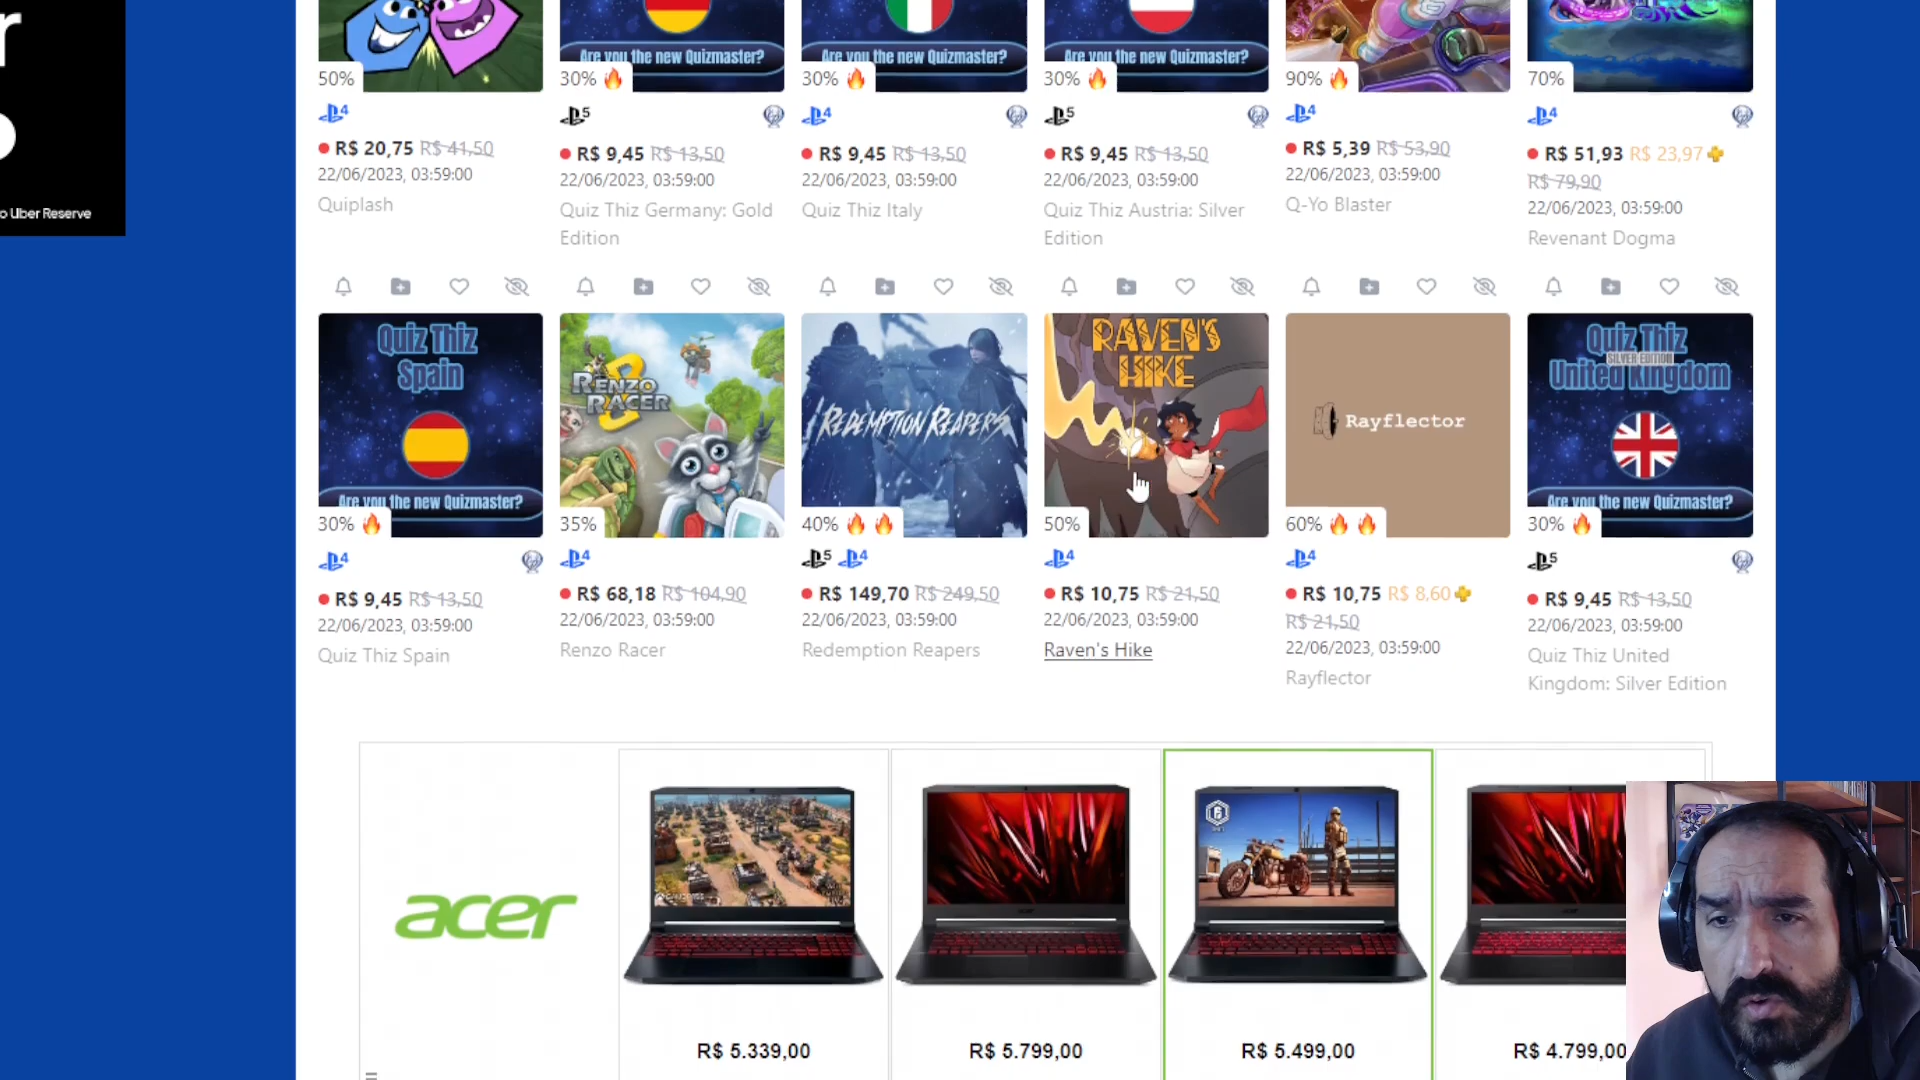 o Uber Reserve
Are you the new Quizmaster?
Are you the new Quizmaster?
Are you the new Quizmaster?
50%
30%
30%
30%
90%
70%
R$ 20,75 R$ 41,50
22/06/2023, 03:59:00
Quiplash
R$ 9,45 R$ 13,50
22/06/2023, 03:59:00
Quiz Thiz Germany: Gold
Edition
R$ 9,45 R$ 13,50
22/06/2023, 03:59:00
Quiz Thiz Italy
R$ 9,45 R$ 13,50
22/06/2023, 03:59:00
Quiz Thiz Austria: Silver
Edition
R$ 5,39 R$ 53,90
22/06/2023, 03:59:00
Q-Yo Blaster
R$ 51,93 R$ 23,97
R$ 79,90
22/06/2023, 03:59:00
Revenant Dogma
Quiz Thiz
Spain
Are you the new Quizmaster?
30%
R$ 9,45 R$ 13,50
22/06/2023, 03:59:00
Quiz Thiz Spain
RENZO
RACER
35%
R$ 68,18 R$ 104,90
22/06/2023, 03:59:00
Renzo Racer
REDEMPTION REAPERS
40%
R$ 149,70 R$ 249,50
22/06/2023, 03:59:00
Redemption Reapers
RAVEN'S
HIKE
50%
R$ 10,75 R$ 21,50
22/06/2023, 03:59:00
Raven's Hike
Rayflector
60%
R$ 10,75 R$ 8,60
R$ 21,50
22/06/2023, 03:59:00
Rayflector
Quiz Thiz
SILVER EDITION
United Kingdom
Are you the new Quizmaster?
30%
R$ 9,45 R$ 13,50
22/06/2023, 03:59:00
Quiz Thiz United
Kingdom: Silver Edition
acer
R$ 5.339,00
R$ 5.799,00
R$ 5.499,00
R$ 4.799,00